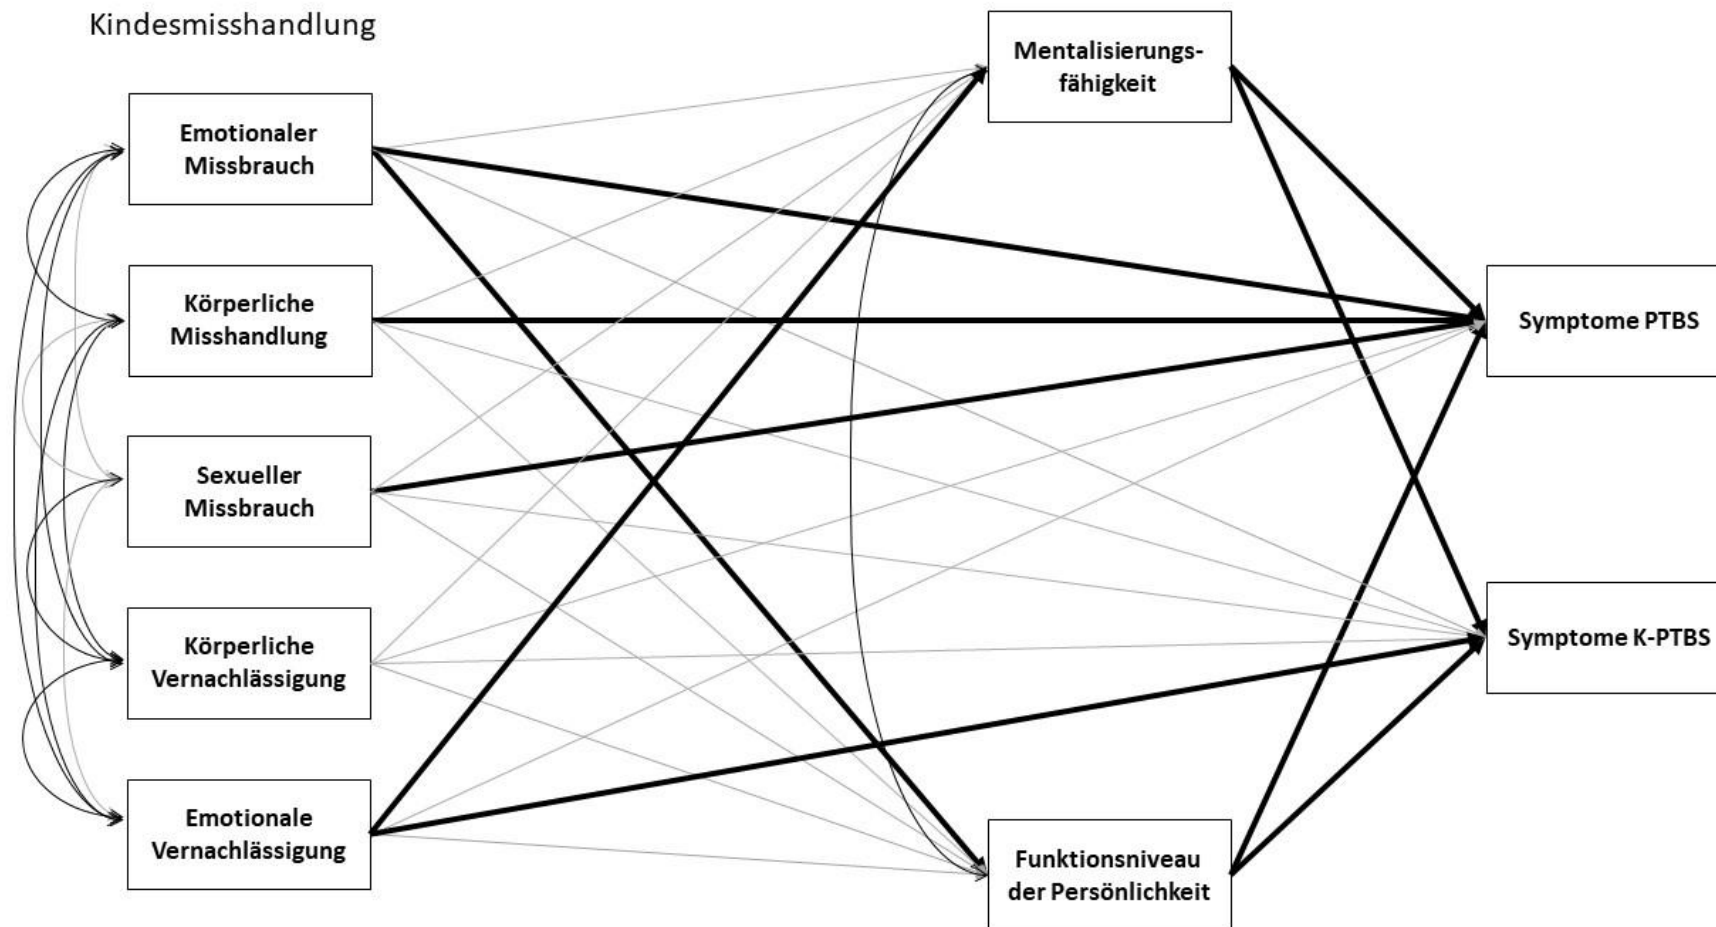 Kindesmisshandlung
Emotionaler
Missbrauch
Körperliche
Misshandlung
Sexueller
Missbrauch
Körperliche
Vernachlässigung
Emotionale
Vernachlässigung
Mentalisierungs-
fähigkeit
Funktionsniveau
der Persönlichkeit
Symptome PTBS
Symptome K-PTBS